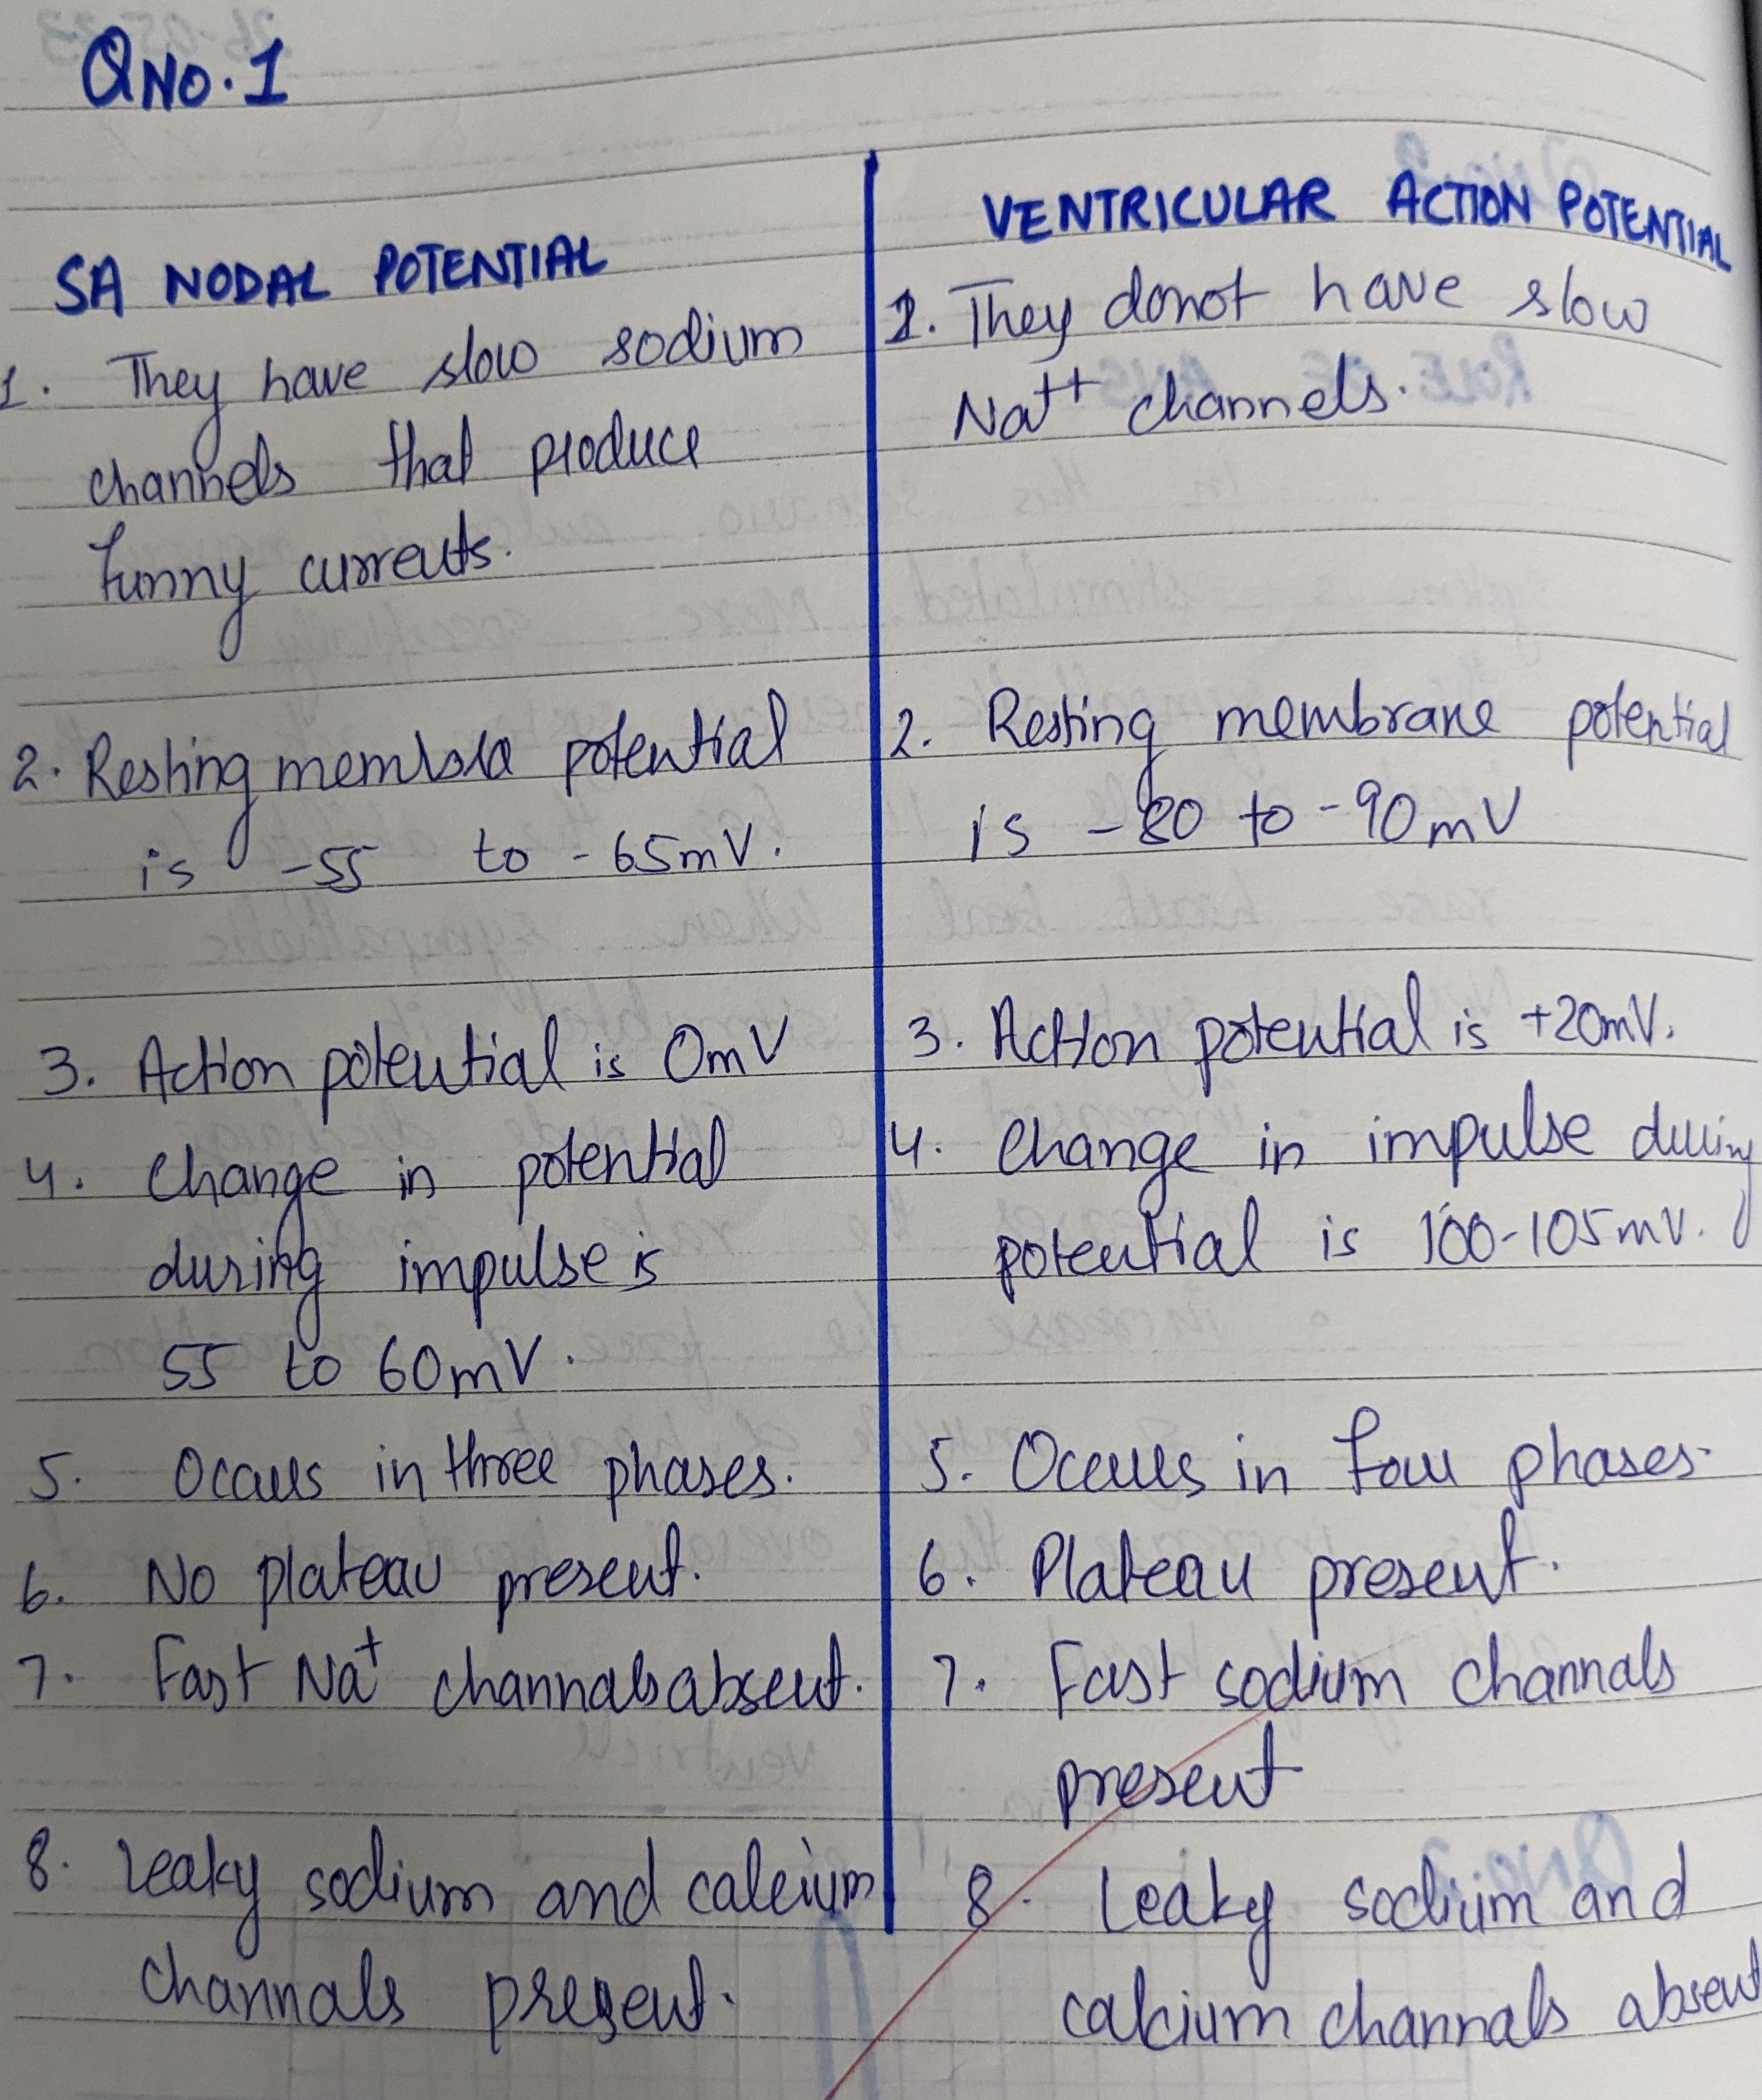 QNO.1
SA NODAL POTENTIAL
1. They have slow sodium
channels that produce
funny currents.
2. Resting membra potential
is -55 to -65mV.
3. Action potential is 0mV
4. Change in potential
during impulse is
55 to 60mV.
5. Occurs in three phases.
6. No plateau present.
7. Fast Na+ channals absent.
8. Leaky sodium and calcium
channals present.
VENTRICULAR ACTION POTENTIAL
1. They donot have slow
Na++ channels.
2. Resting membrane potential
is -80 to -90mV
3. Action potential is +20mV.
4. Change in impulse during
potential is 100-105mV.
5. Occurs in four phases.
6. Plateau present.
7. Fast sodium channals
present
8. Leaky sodium and
calcium channals absent